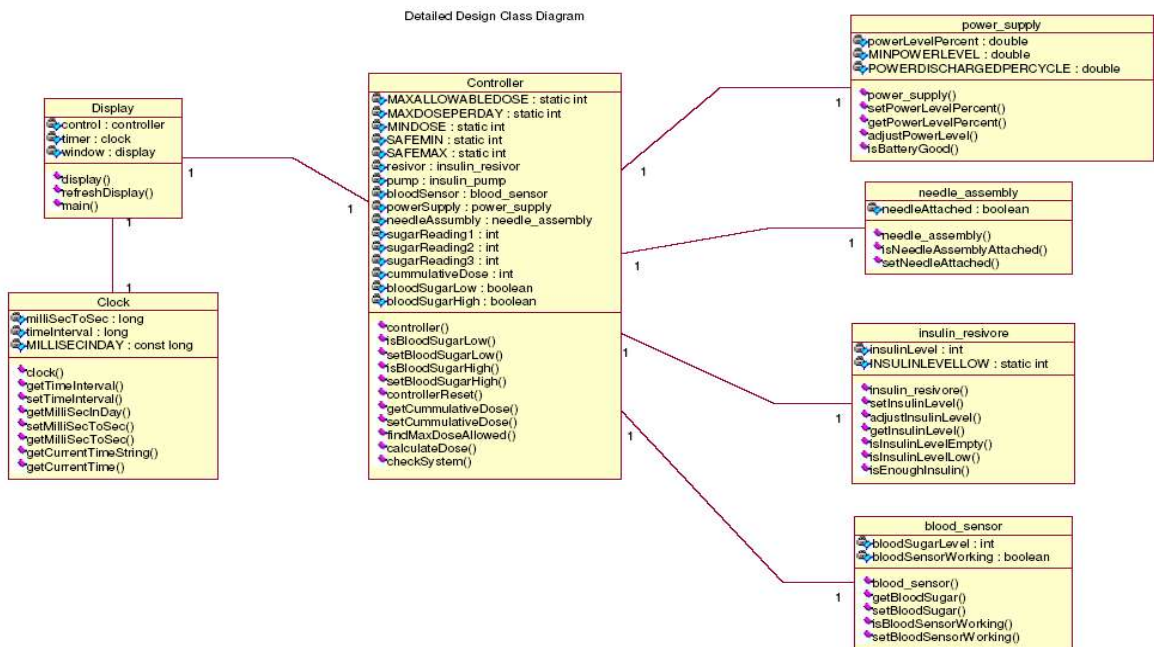 Detailed Design Class Diagram
Display
control : controller
timer : clock
window : display
display()
refreshDisplay()
main()
1
1
1
1
Clock
milliSecToSec : long
timeInterval : long
MILLISECINDAY : const long
clock()
getTimeInterval()
setTimeInterval()
getMilliSecInDay()
setMilliSecToSec()
getMilliSecToSec()
getCurrentTimeString()
getCurrentTime()
Controller
MAXALLOWABLEDOSE : static int
MAXDOSEPERDAY : static int
MINDOSE : static int
SAFEMIN : static int
SAFEMAX : static int
resivor : insulin_resivor
pump : insulin_pump
bloodSensor : blood_sensor
powerSupply : power_supply
needleAssumbly : needle_assembly
sugarReading1 : int
sugarReading2 : int
sugarReading3 : int
cummulativeDose : int
bloodSugarLow : boolean
bloodSugarHigh : boolean
controller()
isBloodSugarLow()
setBloodSugarLow()
isBloodSugarHigh()
setBloodSugarHigh()
controllerReset()
getCummulativeDose()
setCummulativeDose()
findMaxDoseAllowed()
calculateDose()
checkSystem()
1
1
1
1
power_supply
powerLevelPercent : double
MINPOWERLEVEL : double
POWERDISCHARGEDPERCYCLE : double
power_supply()
setPowerLevelPercent()
getPowerLevelPercent()
adjustPowerLevel()
isBatteryGood()
1
needle_assembly
needleAttached : boolean
needle_assembly()
isNeedleAssemblyAttached()
setNeedleAttached()
1
insulin_resivore
insulinLevel : int
INSULINLEVELLOW : static int
insulin_resivore()
setInsulinLevel()
adjustInsulinLevel()
getInsulinLevel()
isInsulinLevelEmpty()
isInsulinLevelLow()
isEnoughInsulin()
1
blood_sensor
bloodSugarLevel : int
bloodSensorWorking : boolean
blood_sensor()
getBloodSugar()
setBloodSugar()
isBloodSensorWorking()
setBloodSensorWorking()
1